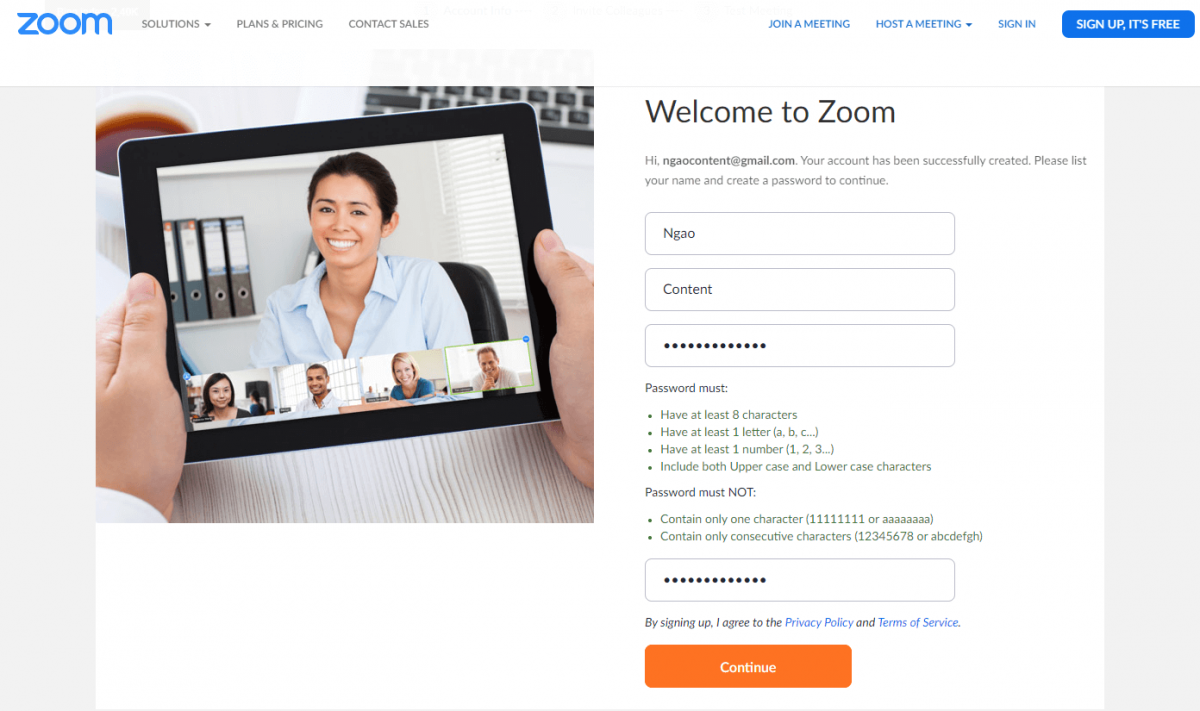 zoom
SOLUTIONS
PLANS & PRICING
CONTACT SALES
JOIN A MEETING
HOST A MEETING
SIGN IN
SIGN UP, IT'S FREE
Welcome to Zoom
Hi, ngaocontent@gmail.com. Your account has been successfully created. Please list
your name and create a password to continue.
Ngao
Content
•••••••••••••
Password must:
• Have at least 8 characters
• Have at least 1 letter (a, b, c...)
• Have at least 1 number (1, 2, 3...)
• Include both Upper case and Lower case characters
Password must NOT:
• Contain only one character (11111111 or aaaaaaaa)
• Contain only consecutive characters (12345678 or abcdefgh)
•••••••••••••
By signing up, I agree to the Privacy Policy and Terms of Service.
Continue